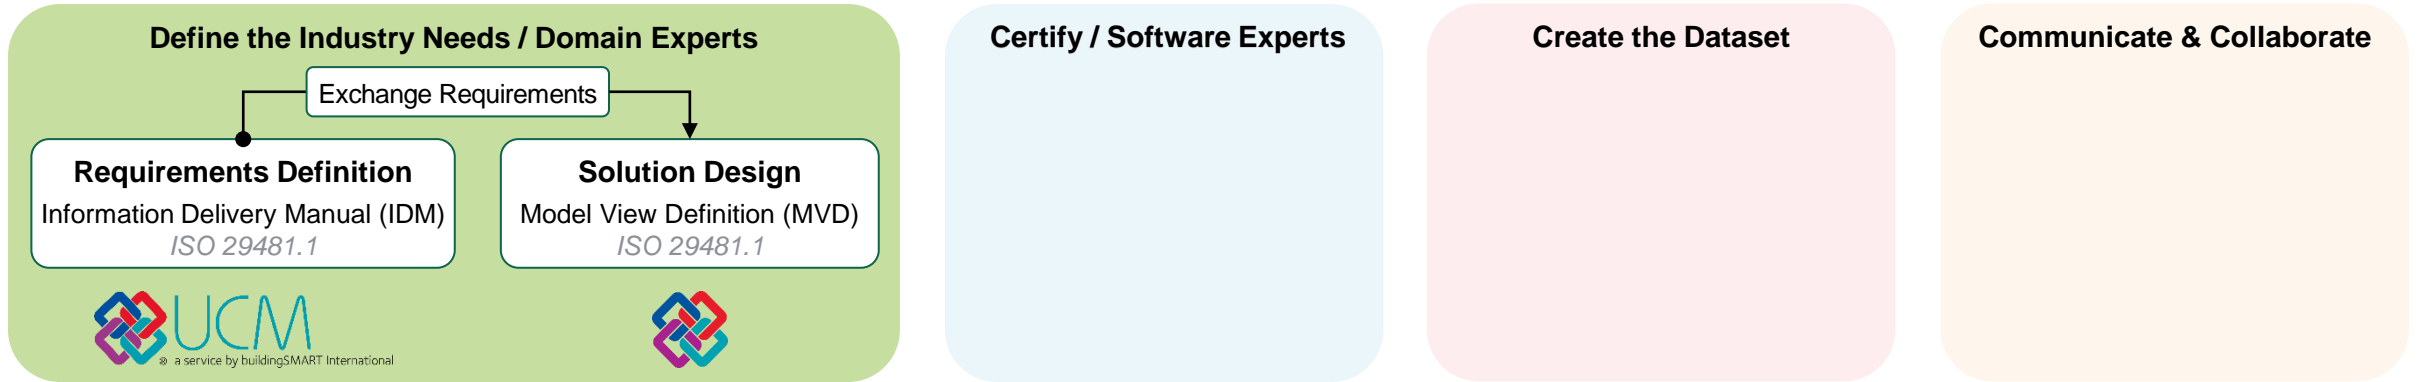 Define the Industry Needs / Domain Experts
Exchange Requirements
Requirements Definition
Information Delivery Manual (IDM)
ISO 29481.1
Solution Design
Model View Definition (MVD)
ISO 29481.1
UCM
® a service by buildingSMART International
Certify / Software Experts
Create the Dataset
Communicate & Collaborate